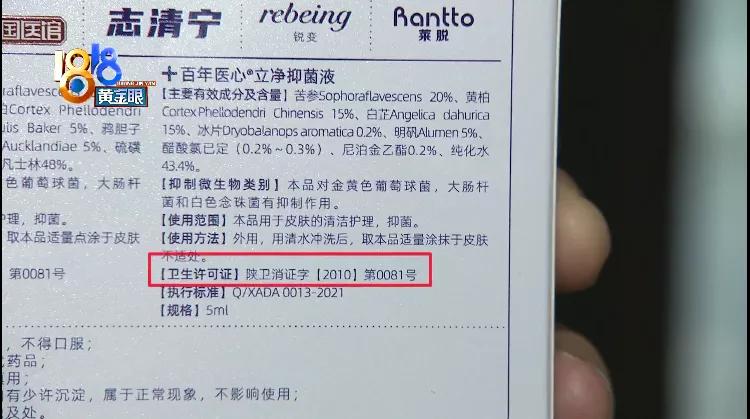 国医馆
志清宁
rebeing
锐变
Rantto
莱脱
1818
黄金眼
百年医心®立净抑菌液
【主要有效成分及含量】苦参Sophoraflavescens 20%、黄柏
Cortex Phellodendri Chinensis 15%、白芷Angelica dahurica
15%、冰片Dryobalanops aromatica 0.2%、明矾Alumen 5%、
醋酸氯已定（0.2%~0.3%）、尼泊金乙酯0.2%、纯化水
43.4%。
【抑制微生物类别】本品对金黄色葡萄球菌，大肠杆
菌和白色念珠菌有抑制作用。
【使用范围】本品用于皮肤的清洁护理，抑菌。
【使用方法】外用，用清水冲洗后，取本品适量涂抹于皮肤
不适处。
【卫生许可证】陕卫消证字【2010】第0081号
【执行标准】Q/XADA 0013-2021
【规格】5ml
oraflavescens
Cortex Phellodendri
ulis Baker 5%、鸦胆子
Aucklandiae 5%、硫磺
凡士林48%。
色葡萄球菌，大肠杆
理，抑菌。
取本品适量点涂于皮肤
第0081号
，不得口服；
药品；
用；
有少许沉淀，属于正常现象，不影响使用；
及处。